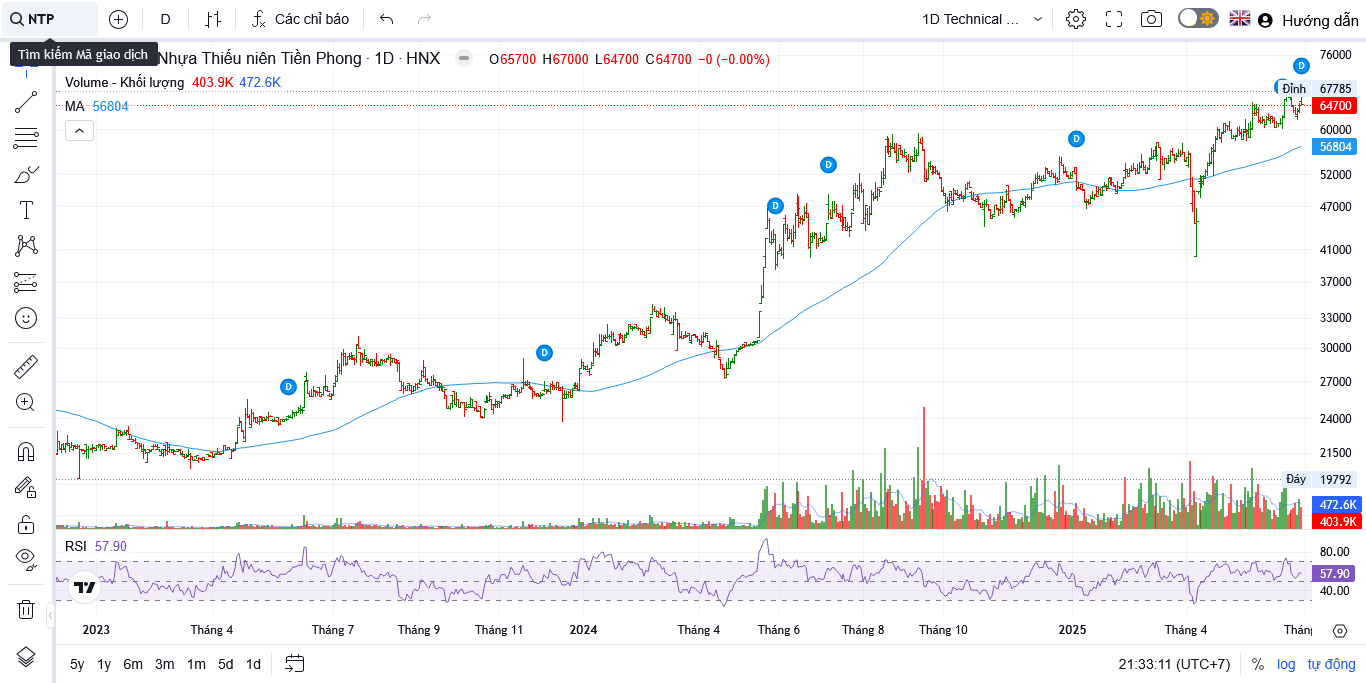 NTP
D
Các chỉ báo
1D Technical ...
Hướng dẫn
Tìm kiếm Mã giao dịch
Nhựa Thiếu niên Tiền Phong · 1D · HNX
O65700 H67000 L64700 C64700 −0 (−0.00%)
Volume - Khối lượng 403.9K 472.6K
MA 56804
D
D
D
D
D
D
76000
Đỉnh 67785
64700
60000
56804
52000
47000
41000
37000
33000
30000
27000
24000
21500
Đáy 19792
472.6K
403.9K
RSI 57.90
80.00
57.90
40.00
2023 Tháng 4 Tháng 7 Tháng 9 Tháng 11 2024 Tháng 4 Tháng 6 Tháng 8 Tháng 10 2025 Tháng 4 Tháng
5y 1y 6m 3m 1m 5d 1d
21:33:11 (UTC+7) % log tự động